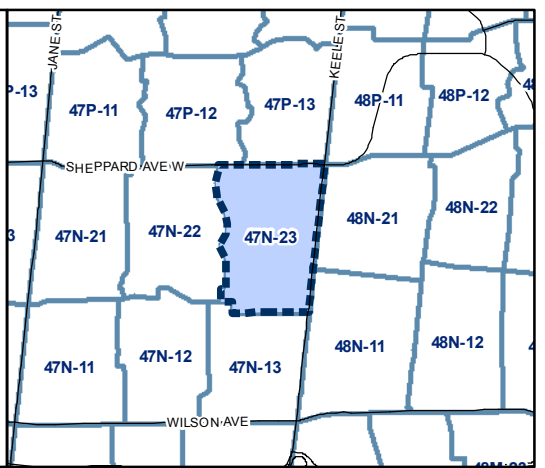 JANE ST
KEELE ST
P-13
47P-11
47P-12
47P-13
48P-11
48P-12
48
SHEPPARD AVE W
3
47N-21
47N-22
47N-23
48N-21
48N-22
47N-11
47N-12
47N-13
48N-11
48N-12
4
WILSON AVE